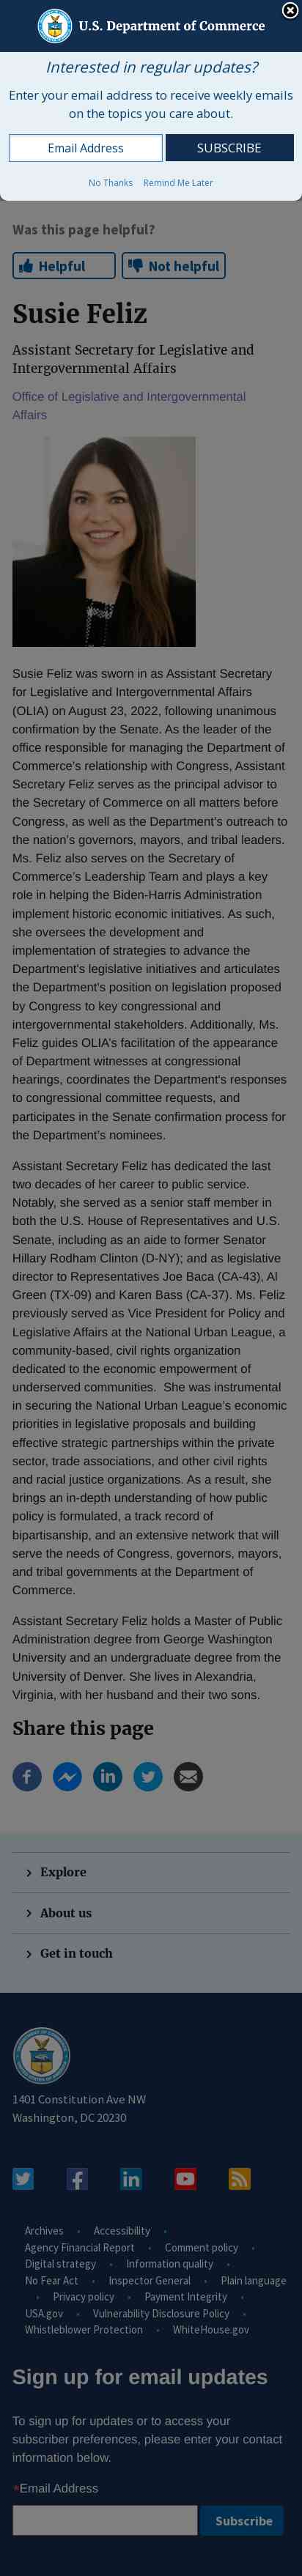 U.S. Department of Commerce
Interested in regular updates?
Enter your email address to receive weekly emails
on the topics you care about.
Email Address SUBSCRIBE
No Thanks Remind Me Later
Was this page helpful?
Helpful Not helpful
Susie Feliz
Assistant Secretary for Legislative and
Intergovernmental Affairs
Office of Legislative and Intergovernmental
Affairs
Susie Feliz was sworn in as Assistant Secretary
for Legislative and Intergovernmental Affairs
(OLIA) on August 23, 2022, following unanimous
confirmation by the Senate. As the leader of the
office responsible for managing the Department of
Commerce's relationship with Congress, Assistant
Secretary Feliz serves as the principal advisor to
the Secretary of Commerce on all matters before
Congress, as well as the Department's outreach to
the nation's governors, mayors, and tribal leaders.
Ms. Feliz also serves on the Secretary of
Commerce's Leadership Team and plays a key
role in helping the Biden-Harris Administration
implement historic economic initiatives. As such,
she oversees the development and
implementation of strategies to advance the
Department's legislative initiatives and articulates
the Department's position on legislation proposed
by Congress to key congressional and
intergovernmental stakeholders. Additionally, Ms.
Feliz guides OLIA's facilitation of the appearance
of Department witnesses at congressional
hearings, coordinates the Department's responses
to congressional committee requests, and
participates in the Senate confirmation process for
the Department's nominees.
Assistant Secretary Feliz has dedicated the last
two decades of her career to public service.
Notably, she served as a senior staff member in
both the U.S. House of Representatives and U.S.
Senate, including as an aide to former Senator
Hillary Rodham Clinton (D-NY); and as legislative
director to Representatives Joe Baca (CA-43), Al
Green (TX-09) and Karen Bass (CA-37). Ms. Feliz
previously served as Vice President for Policy and
Legislative Affairs at the National Urban League, a
community-based, civil rights organization
dedicated to the economic empowerment of
underserved communities.  She was instrumental
in securing the National Urban League's economic
priorities in legislative proposals and building
effective strategic partnerships within the private
sector, trade associations, and other civil rights
and racial justice organizations. As a result, she
brings an in-depth understanding of how public
policy is formulated, a track record of
bipartisanship, and an extensive network that will
serve the needs of Congress, governors, mayors,
and tribal governments at the Department of
Commerce.
Assistant Secretary Feliz holds a Master of Public
Administration degree from George Washington
University and an undergraduate degree from the
University of Denver. She lives in Alexandria,
Virginia, with her husband and their two sons.
Share this page
Explore
About us
Get in touch
1401 Constitution Ave NW
Washington, DC 20230
Archives • Accessibility •
Agency Financial Report • Comment policy •
Digital strategy • Information quality •
No Fear Act • Inspector General • Plain language
• Privacy policy • Payment Integrity •
USA.gov • Vulnerability Disclosure Policy •
Whistleblower Protection • WhiteHouse.gov
Sign up for email updates
To sign up for updates or to access your
subscriber preferences, please enter your contact
information below.
*Email Address
Subscribe